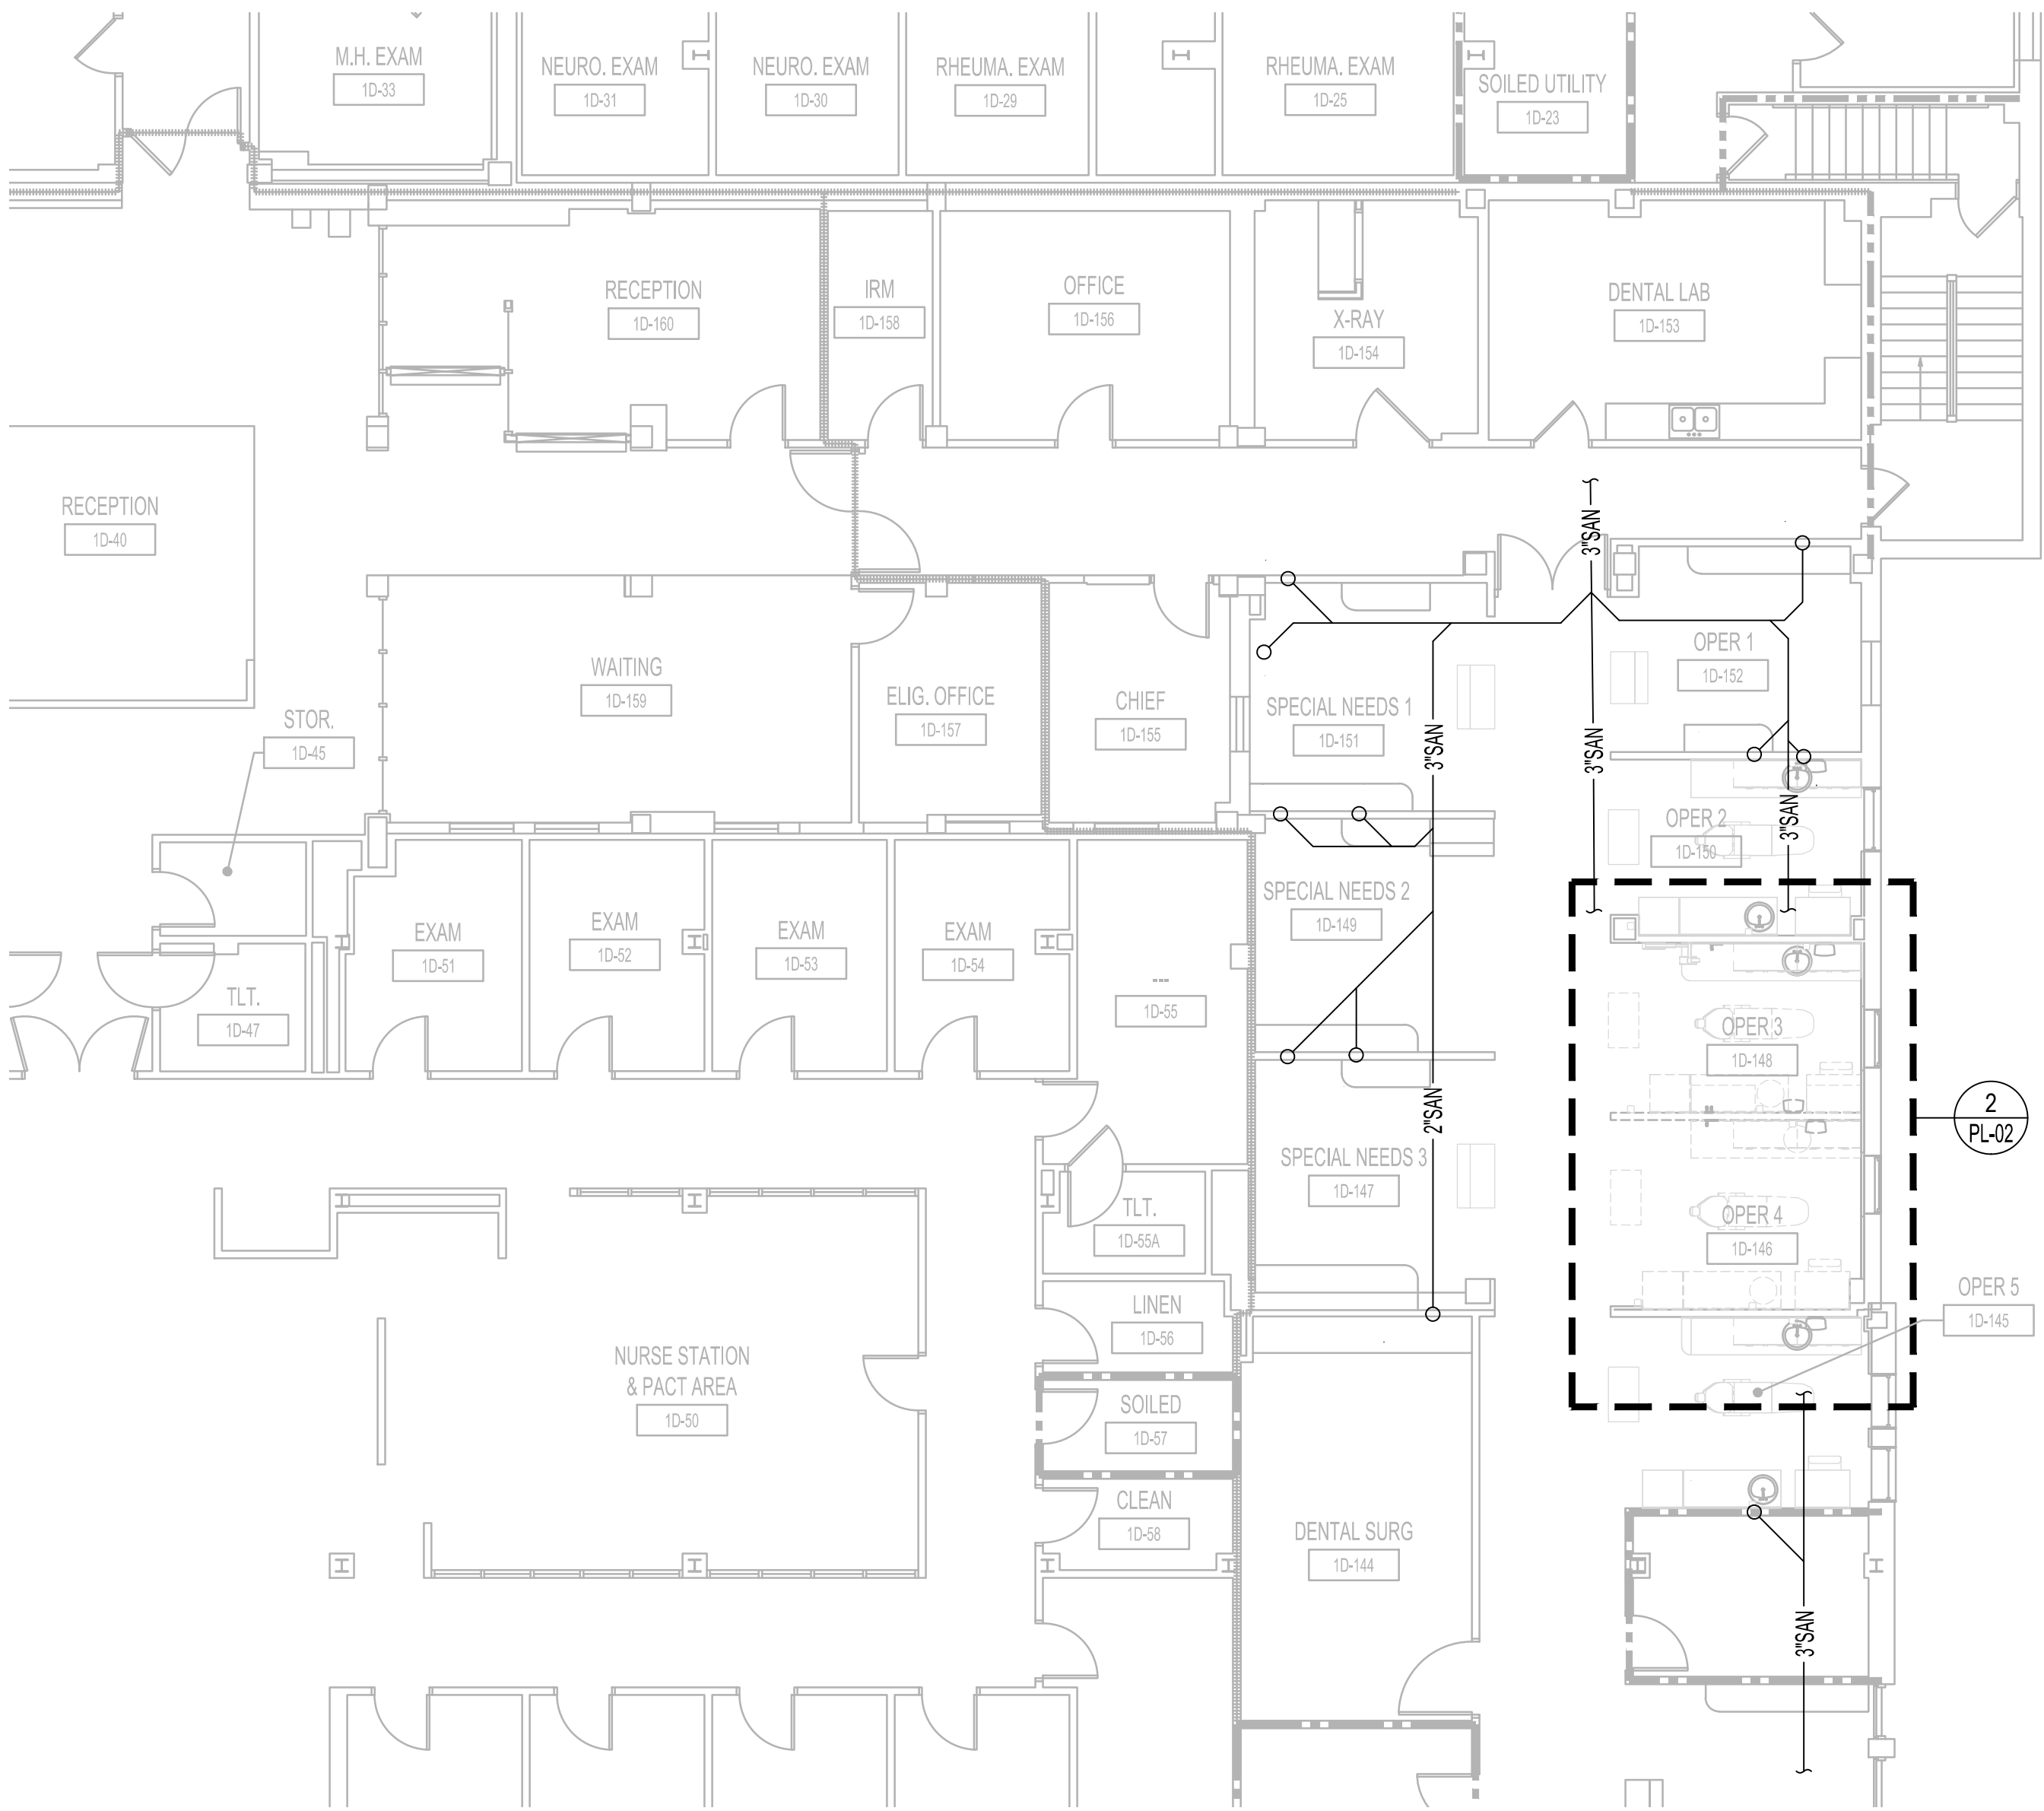 M.H. EXAM
1D-33
NEURO. EXAM
1D-31
NEURO. EXAM
1D-30
RHEUMA. EXAM
1D-29
RHEUMA. EXAM
1D-25
SOILED UTILITY
1D-23
RECEPTION
1D-160
IRM
1D-158
OFFICE
1D-156
X-RAY
1D-154
DENTAL LAB
1D-153
RECEPTION
1D-40
3"SAN
WAITING
1D-159
ELIG. OFFICE
1D-157
CHIEF
1D-155
SPECIAL NEEDS 1
1D-151
3"SAN
3"SAN
OPER 1
1D-152
STOR.
1D-45
OPER 2
1D-150
3"SAN
EXAM
1D-51
EXAM
1D-52
EXAM
1D-53
EXAM
1D-54
SPECIAL NEEDS 2
1D-149
TLT.
1D-47
---
1D-55
OPER 3
1D-148
2"SAN
2
PL-02
SPECIAL NEEDS 3
1D-147
TLT.
1D-55A
OPER 4
1D-146
OPER 5
1D-145
LINEN
1D-56
NURSE STATION
& PACT AREA
1D-50
SOILED
1D-57
CLEAN
1D-58
DENTAL SURG
1D-144
3"SAN